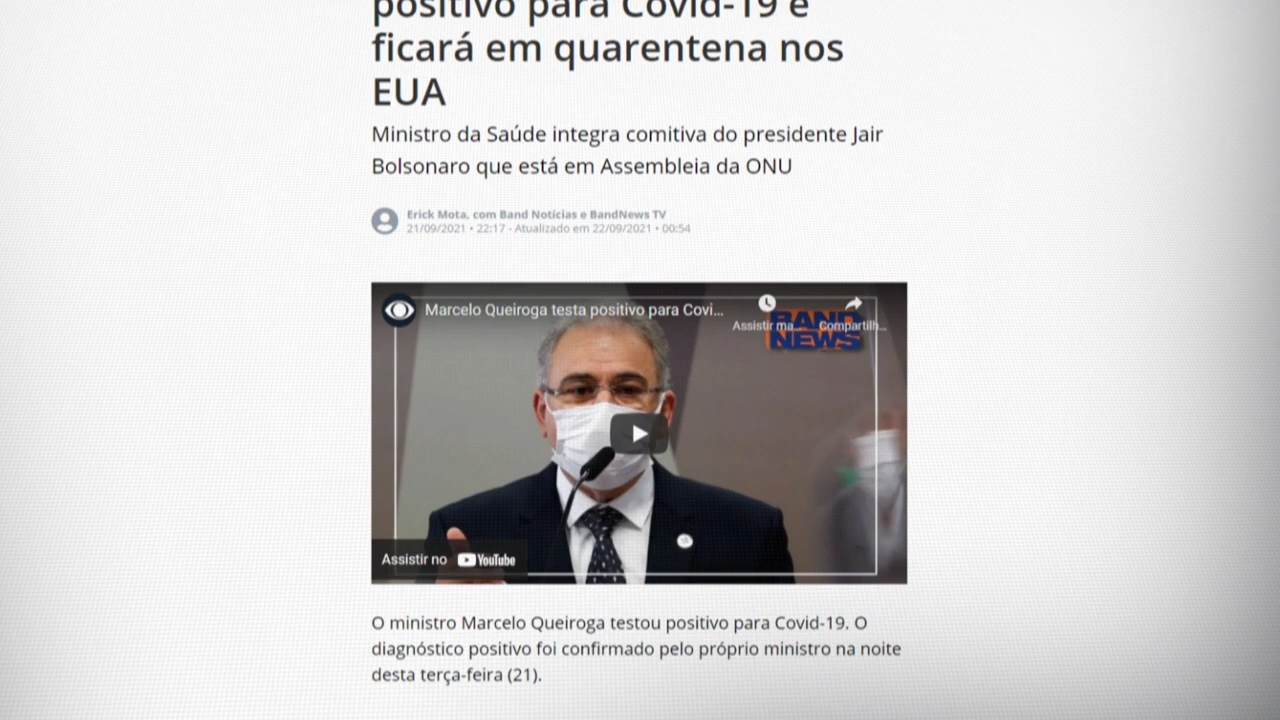 positivo para Covid-19 e
ficará em quarentena nos
EUA
Ministro da Saúde integra comitiva do presidente Jair
Bolsonaro que está em Assembleia da ONU
Erick Mota, com Band Notícias e BandNews TV
21/09/2021 • 22:17 - Atualizado em 22/09/2021 • 00:54
Marcelo Queiroga testa positivo para Covi...
Assistir ma...
Compartilh...
BAND
NEWS
Assistir no YouTube
O ministro Marcelo Queiroga testou positivo para Covid-19. O
diagnóstico positivo foi confirmado pelo próprio ministro na noite
desta terça-feira (21).